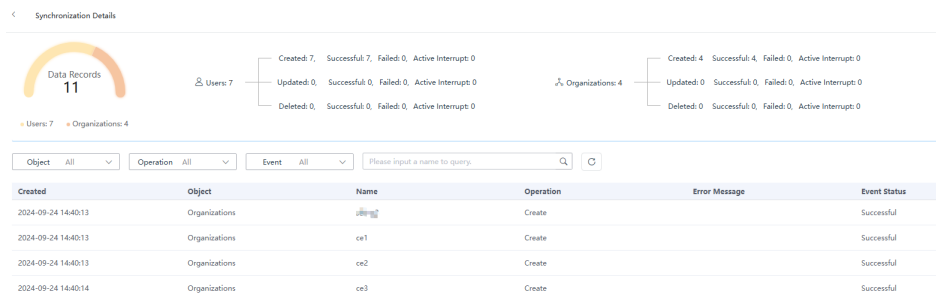 Synchronization Details
Data Records
11
Users: 7 Organizations: 4
Users: 7
Created: 7, Successful: 7, Failed: 0, Active Interrupt: 0
Updated: 0, Successful: 0, Failed: 0, Active Interrupt: 0
Deleted: 0, Successful: 0, Failed: 0, Active Interrupt: 0
Organizations: 4
Created: 4 Successful: 4, Failed: 0, Active Interrupt: 0
Updated: 0 Successful: 0, Failed: 0, Active Interrupt: 0
Deleted: 0 Successful: 0, Failed: 0, Active Interrupt: 0
Object All Operation All Event All Please input a name to query.
Created Object Name Operation Error Message Event Status
2024-09-24 14:40:13 Organizations Create Successful
2024-09-24 14:40:13 Organizations ce1 Create Successful
2024-09-24 14:40:13 Organizations ce2 Create Successful
2024-09-24 14:40:14 Organizations ce3 Create Successful